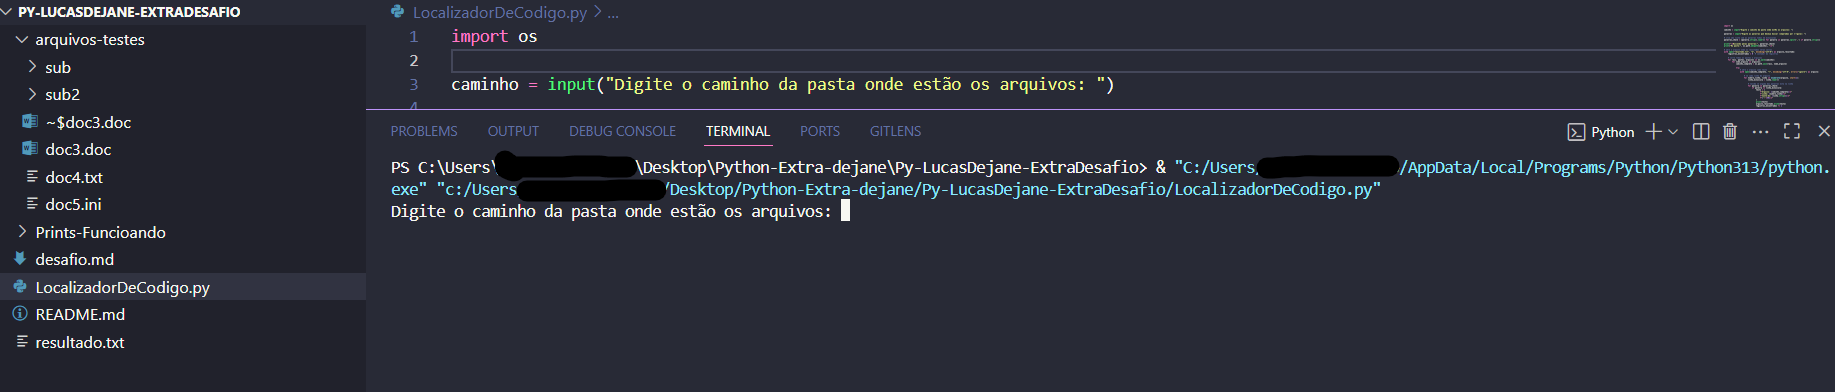 PY-LUCASDEJANE-EXTRADESAFIO
arquivos-testes
sub
sub2
~$doc3.doc
doc3.doc
doc4.txt
doc5.ini
Prints-Funcioando
desafio.md
LocalizadorDeCodigo.py
README.md
resultado.txt
LocalizadorDeCodigo.py > ...
1 import os
2
3 caminho = input("Digite o caminho da pasta onde estão os arquivos: ")
4
PROBLEMS OUTPUT DEBUG CONSOLE TERMINAL PORTS GITLENS
Python
PS C:\Users\ \Desktop\Python-Extra-dejane\Py-LucasDejane-ExtraDesafio> & "C:/Users/ /AppData/Local/Programs/Python/Python313/python.
exe" "c:/Users /Desktop/Python-Extra-dejane/Py-LucasDejane-ExtraDesafio/LocalizadorDeCodigo.py"
Digite o caminho da pasta onde estão os arquivos: